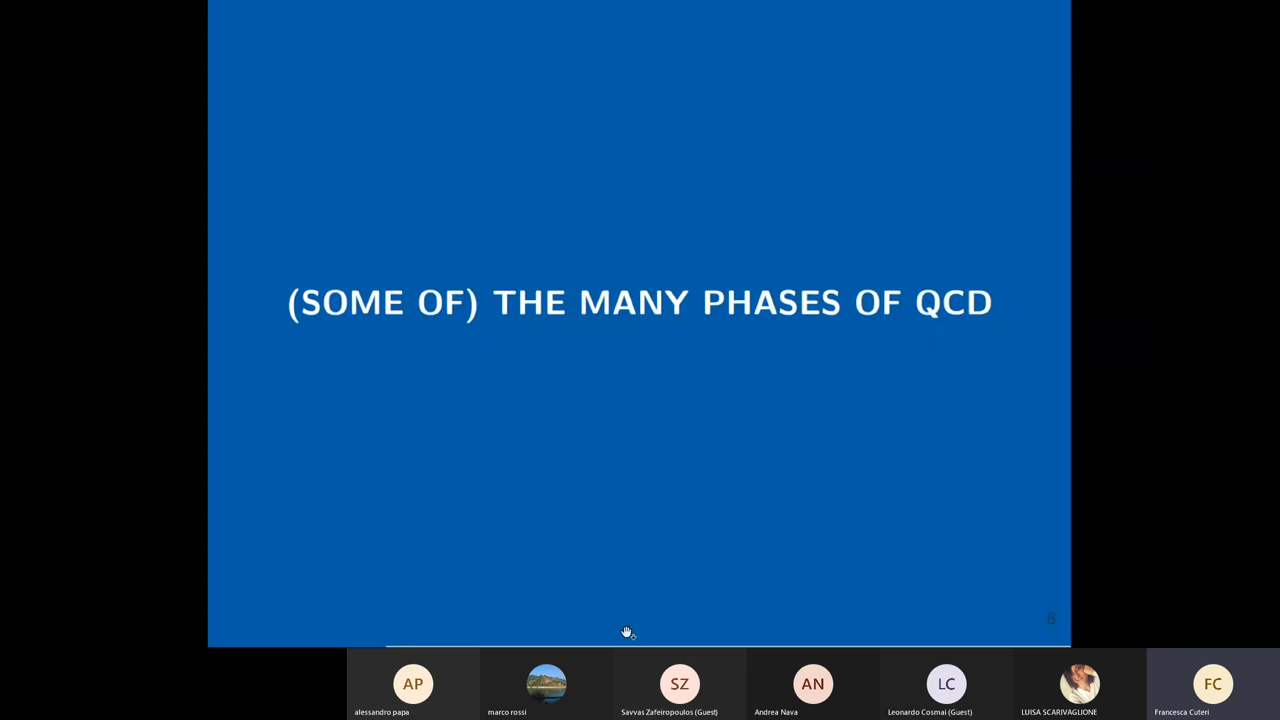 (SOME OF) THE MANY PHASES OF QCD
8
AP
SZ
AN
LC
FC
alessandro papa
marco rossi
Savvas Zafeiropoulos (Guest)
Andrea Nava
Leonardo Cosmai (Guest)
LUISA SCARIVAGLIONE
Francesca Cuteri